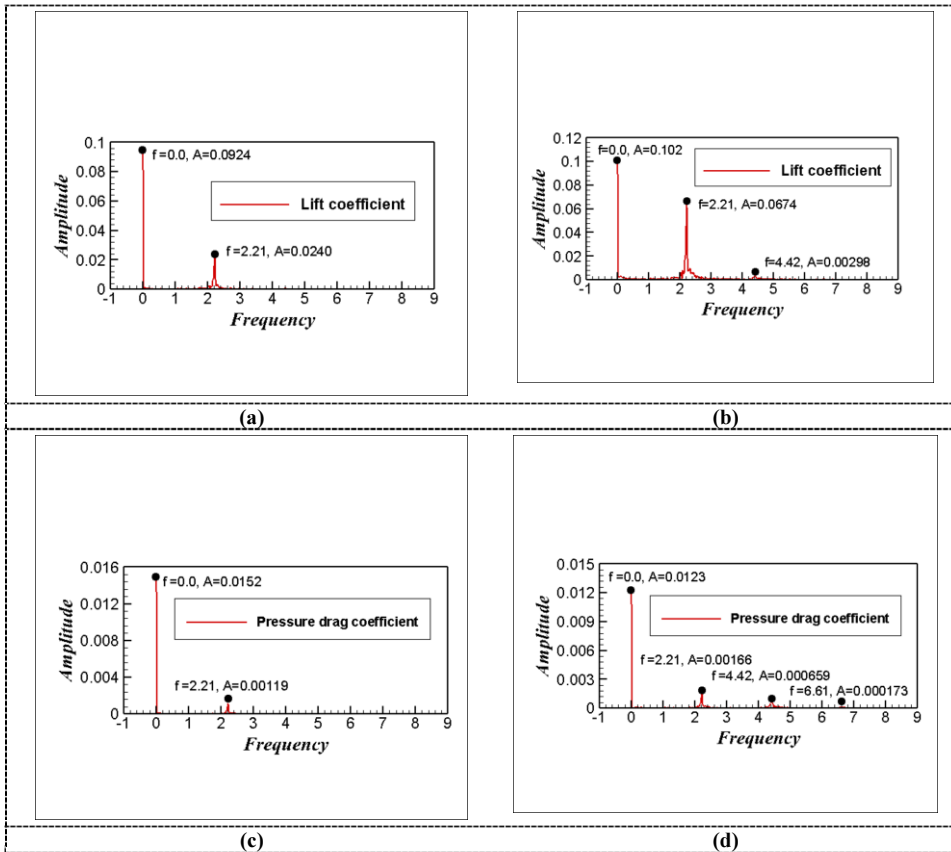 0.1
f =0.0, A=0.0924
0.08
Lift coefficient
0.06
0.04
f =2.21, A=0.0240
0.02
0
-1 0 1 2 3 4 5 6 7 8 9
Amplitude
Frequency
(a)
0.12
f=0.0, A=0.102
0.1
Lift coefficient
0.08
f=2.21, A=0.0674
0.06
0.04
f=4.42, A=0.00298
0.02
0
-1 0 1 2 3 4 5 6 7 8 9
Amplitude
Frequency
(b)
0.016
f =0.0, A=0.0152
0.012
Pressure drag coefficient
0.008
0.004
f =2.21, A=0.00119
0
-1 0 1 2 3 4 5 6 7 8 9
Amplitude
Frequency
(c)
0.015
f =0.0, A=0.0123
0.012
Pressure drag coefficient
0.009
0.006
f =2.21, A=0.00166
f =4.42, A=0.000659
0.003
f =6.61, A=0.000173
0
-1 0 1 2 3 4 5 6 7 8 9
Amplitude
Frequency
(d)